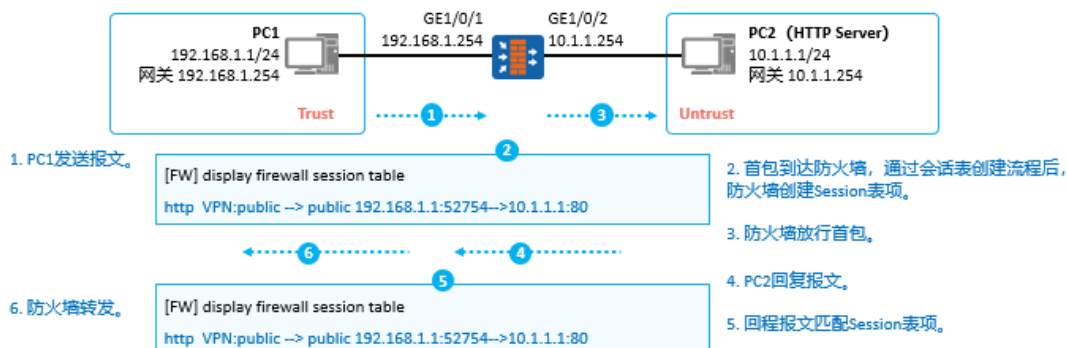 GE1/0/1
GE1/0/2
PC1
192.168.1.254
10.1.1.254
PC2（HTTP Server）
192.168.1.1/24
10.1.1.1/24
网关 192.168.1.254
网关 10.1.1.254
Trust
1
3
Untrust
1. PC1发送报文。
2
[FW] display firewall session table
http VPN:public --> public 192.168.1.1:52754-->10.1.1.1:80
2. 首包到达防火墙，通过会话表创建流程后，
防火墙创建Session表项。
3. 防火墙放行首包。
6
4
5
4. PC2回复报文。
6. 防火墙转发。
[FW] display firewall session table
http VPN:public --> public 192.168.1.1:52754-->10.1.1.1:80
5. 回程报文匹配Session表项。